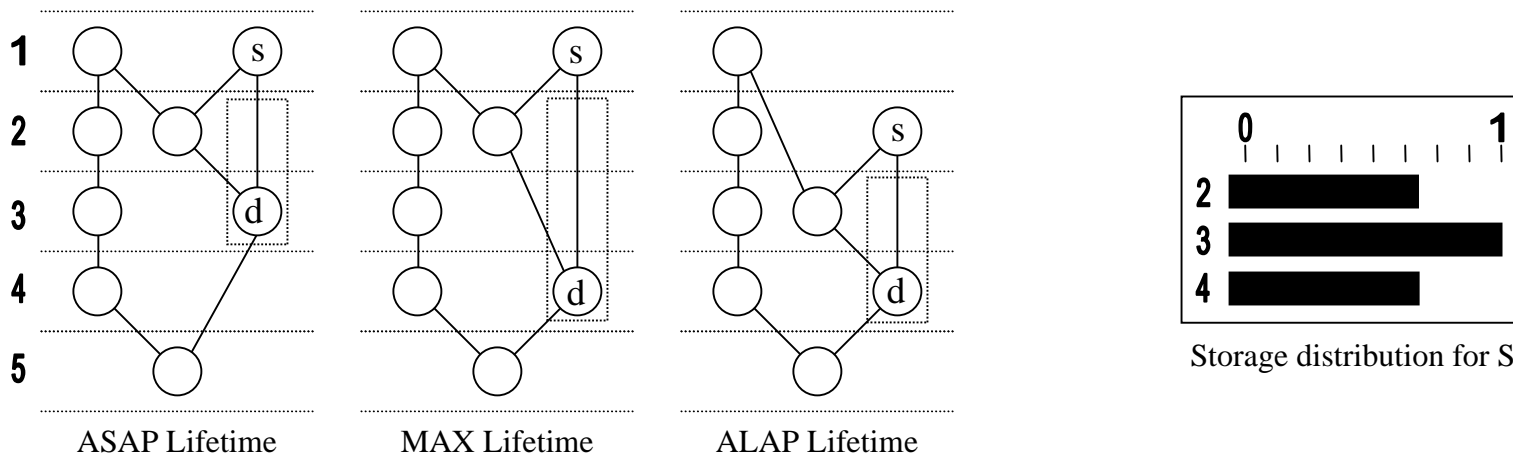 1 s s 0 1
2 s 2
3 d 3
4 d d 4
5
Storage distribution for S
ASAP Lifetime MAX Lifetime ALAP Lifetime